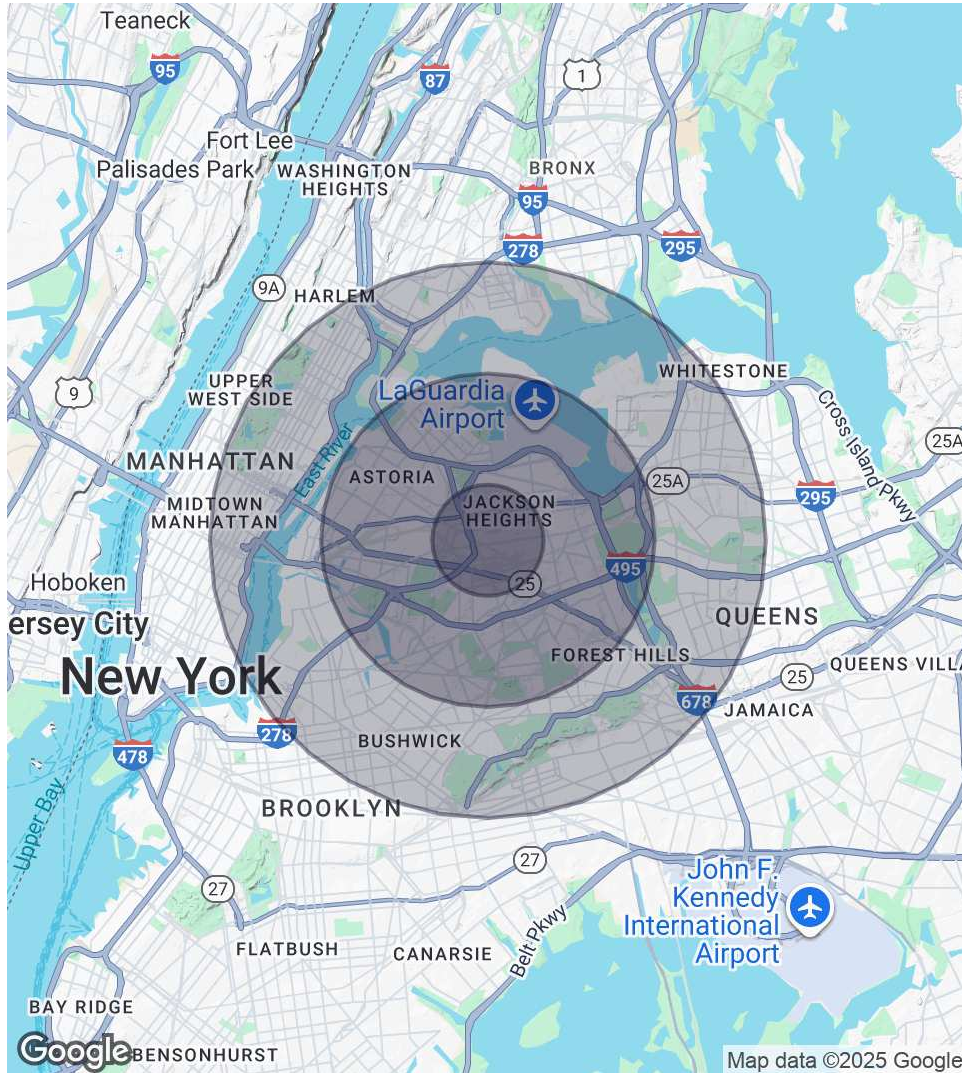 Teaneck
95
87
1
Fort Lee
Palisades Park
WASHINGTON
HEIGHTS
BRONX
95
278
295
9A
HARLEM
9
UPPER
WEST SIDE
LaGuardia
Airport
WHITESTONE
Cross Island Pkwy
25A
MANHATTAN
East River
ASTORIA
25A
295
MIDTOWN
MANHATTAN
JACKSON
HEIGHTS
Hoboken
495
25
ersey City
QUEENS
New York
FOREST HILLS
QUEENS VILLA
25
678
JAMAICA
278
BUSHWICK
478
Upper Bay
BROOKLYN
27
27
John F.
Kennedy
International
Airport
Belt Pkwy
FLATBUSH
CANARSIE
BAY RIDGE
Google
BENSONHURST
Map data ©2025 Google